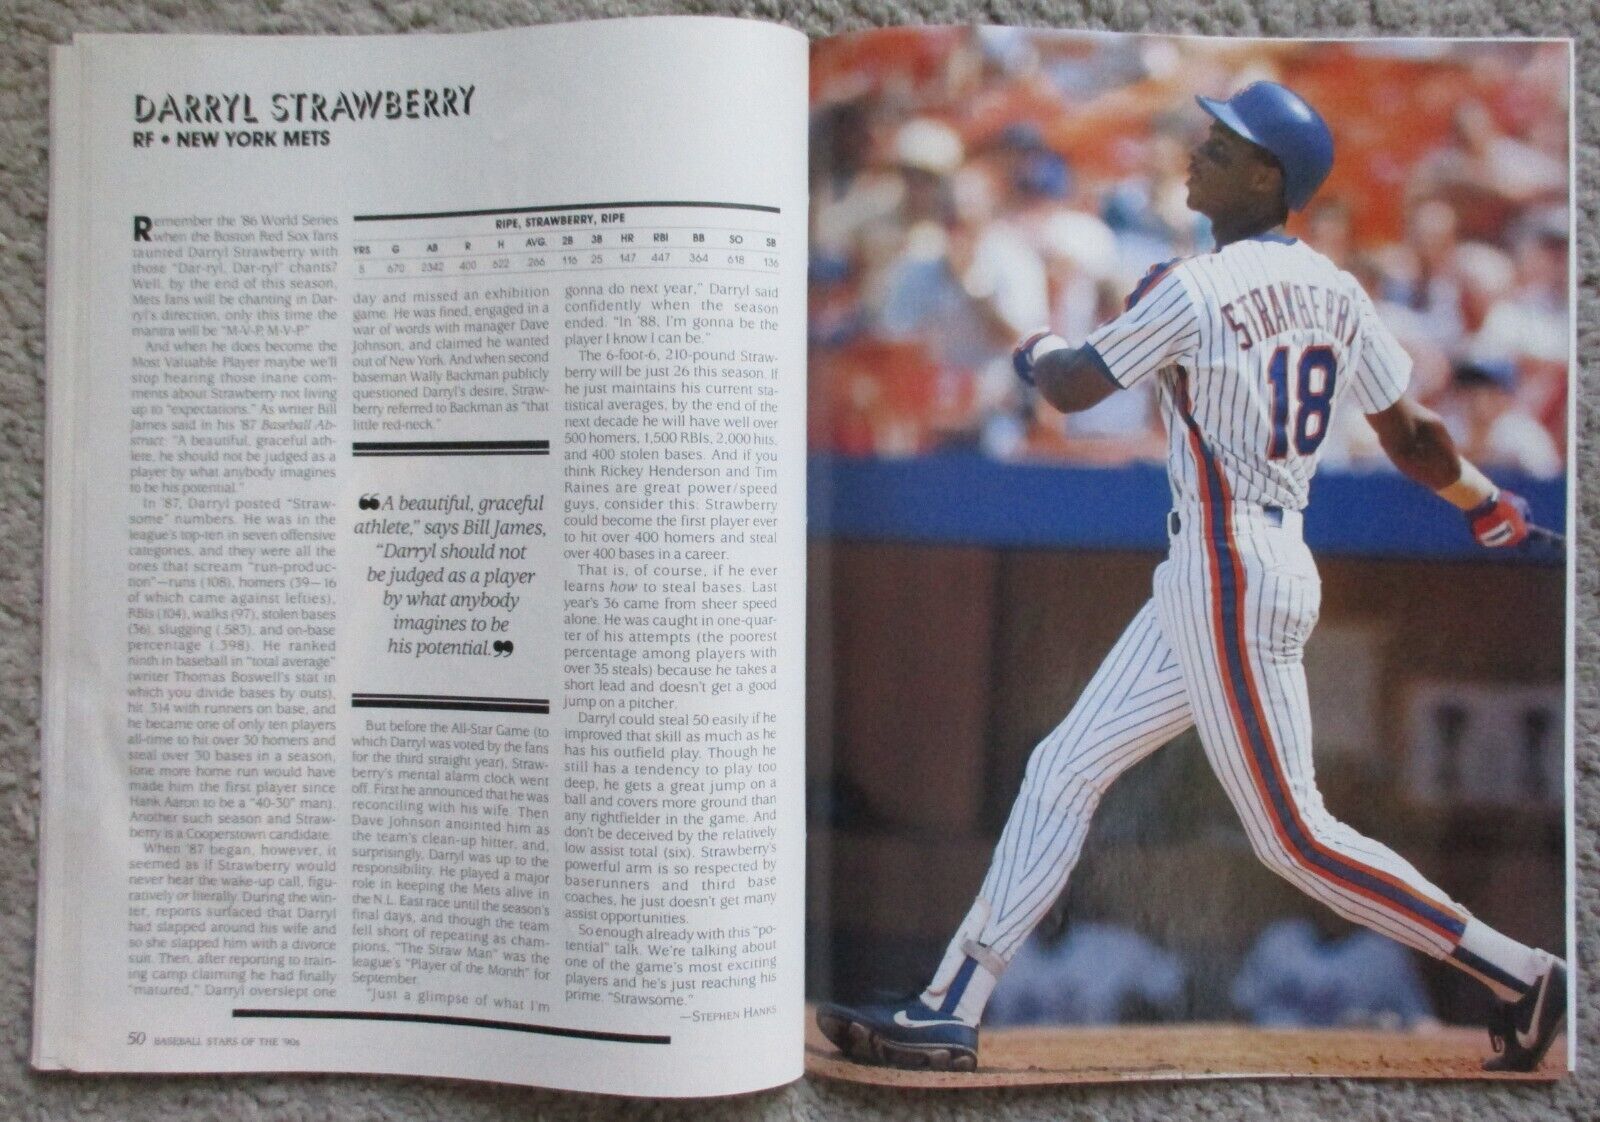 DARRYL STRAWBERRY
RF • NEW YORK METS
Remember the '86 World Series
when the Boston Red Sox fans
taunted Darryl Strawberry with
those "Dar-ryl, Dar-ryl" chants?
Well, by the end of this season,
Mets fans will be chanting in Dar-
ryl's direction, only this time the
mantra will be "M-V-P, M-V-P."
And when he does become the
Most Valuable Player maybe we'll
stop hearing those inane com-
ments about Strawberry not living
up to "expectations." As writer Bill
James said in his '87 Baseball Ab-
stract: "A beautiful, graceful ath-
lete, he should not be judged as a
player by what anybody imagines
to be his potential."
In '87, Darryl posted "Straw-
some" numbers. He was in the
league's top-ten in seven offensive
categories, and they were all the
ones that scream "run-produc-
tion"—runs (108), homers (39—16
of which came against lefties),
RBIs (104), walks (97), stolen bases
(36), slugging (.583), and on-base
percentage (.398). He ranked
ninth in baseball in "total average"
(writer Thomas Boswell's stat in
which you divide bases by outs),
hit .314 with runners on base, and
he became one of only ten players
all-time to hit over 30 homers and
steal over 30 bases in a season,
(one more home run would have
made him the first player since
Hank Aaron to be a "40-30" man).
Another such season and Straw-
berry is a Cooperstown candidate.
When '87 began, however, it
seemed as if Strawberry would
never hear the wake-up call, figu-
ratively or literally. During the win-
ter, reports surfaced that Darryl
had slapped around his wife and
so she slapped him with a divorce
suit. Then, after reporting to train-
ing camp claiming he had finally
"matured," Darryl overslept one
RIPE, STRAWBERRY, RIPE
YRS G AB R H AVG. 2B 3B HR RBI BB SO SB
5 670 2342 400 622 266 116 25 147 447 364 618 136
day and missed an exhibition
game. He was fined, engaged in a
war of words with manager Dave
Johnson, and claimed he wanted
out of New York. And when second
baseman Wally Backman publicly
questioned Darryl's desire, Straw-
berry referred to Backman as "that
little red-neck."
“A beautiful, graceful
athlete," says Bill James,
"Darryl should not
be judged as a player
by what anybody
imagines to be
his potential.”
But before the All-Star Game (to
which Darryl was voted by the fans
for the third straight year), Straw-
berry's mental alarm clock went
off. First he announced that he was
reconciling with his wife. Then
Dave Johnson anointed him as
the team's clean-up hitter, and,
surprisingly, Darryl was up to the
responsibility. He played a major
role in keeping the Mets alive in
the N.L. East race until the season's
final days, and though the team
fell short of repeating as cham-
pions, "The Straw Man" was the
league's "Player of the Month" for
September.
"Just a glimpse of what I'm
gonna do next year," Darryl said
confidently when the season
ended. "In '88, I'm gonna be the
player I know I can be."
The 6-foot-6, 210-pound Straw-
berry will be just 26 this season. If
he just maintains his current sta-
tistical averages, by the end of the
next decade he will have well over
500 homers, 1,500 RBIs, 2,000 hits,
and 400 stolen bases. And if you
think Rickey Henderson and Tim
Raines are great power/speed
guys, consider this: Strawberry
could become the first player ever
to hit over 400 homers and steal
over 400 bases in a career.
That is, of course, if he ever
learns how to steal bases. Last
year's 36 came from sheer speed
alone. He was caught in one-quar-
ter of his attempts (the poorest
percentage among players with
over 35 steals) because he takes a
short lead and doesn't get a good
jump on a pitcher.
Darryl could steal 50 easily if he
improved that skill as much as he
has his outfield play. Though he
still has a tendency to play too
deep, he gets a great jump on a
ball and covers more ground than
any rightfielder in the game. And
don't be deceived by the relatively
low assist total (six). Strawberry's
powerful arm is so respected by
baserunners and third base
coaches, he just doesn't get many
assist opportunities.
So enough already with this "po-
tential" talk. We're talking about
one of the game's most exciting
players and he's just reaching his
prime. "Strawsome."
—STEPHEN HANKS
50 BASEBALL STARS OF THE '90s
STRAWBERRY
18